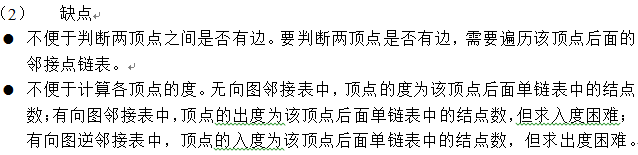 （2） 缺点
● 不便于判断两顶点之间是否有边。要判断两顶点是否有边，需要遍历该顶点后面的
邻接点链表。
● 不便于计算各顶点的度。无向图邻接表中，顶点的度为该顶点后面单链表中的结点
数；有向图邻接表中，顶点的出度为该顶点后面单链表中的结点数，但求入度困难；
有向图逆邻接表中，顶点的入度为该顶点后面单链表中的结点数，但求出度困难。